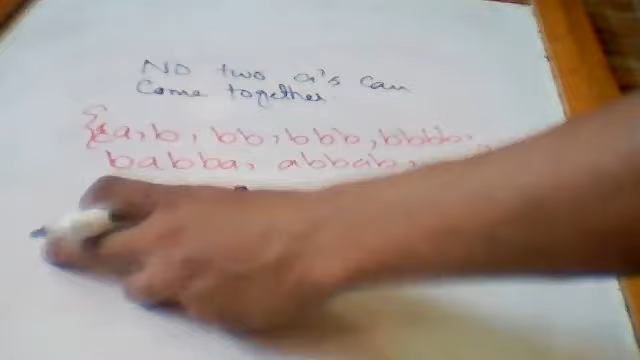 No two a's can
come together
{ε a, b, bb, bbb, bbbb,
babba, abbab,